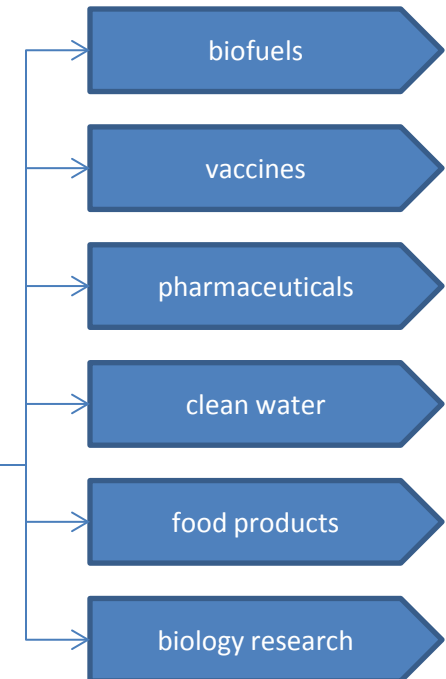 biofuels
vaccines
pharmaceuticals
clean water
food products
biology research